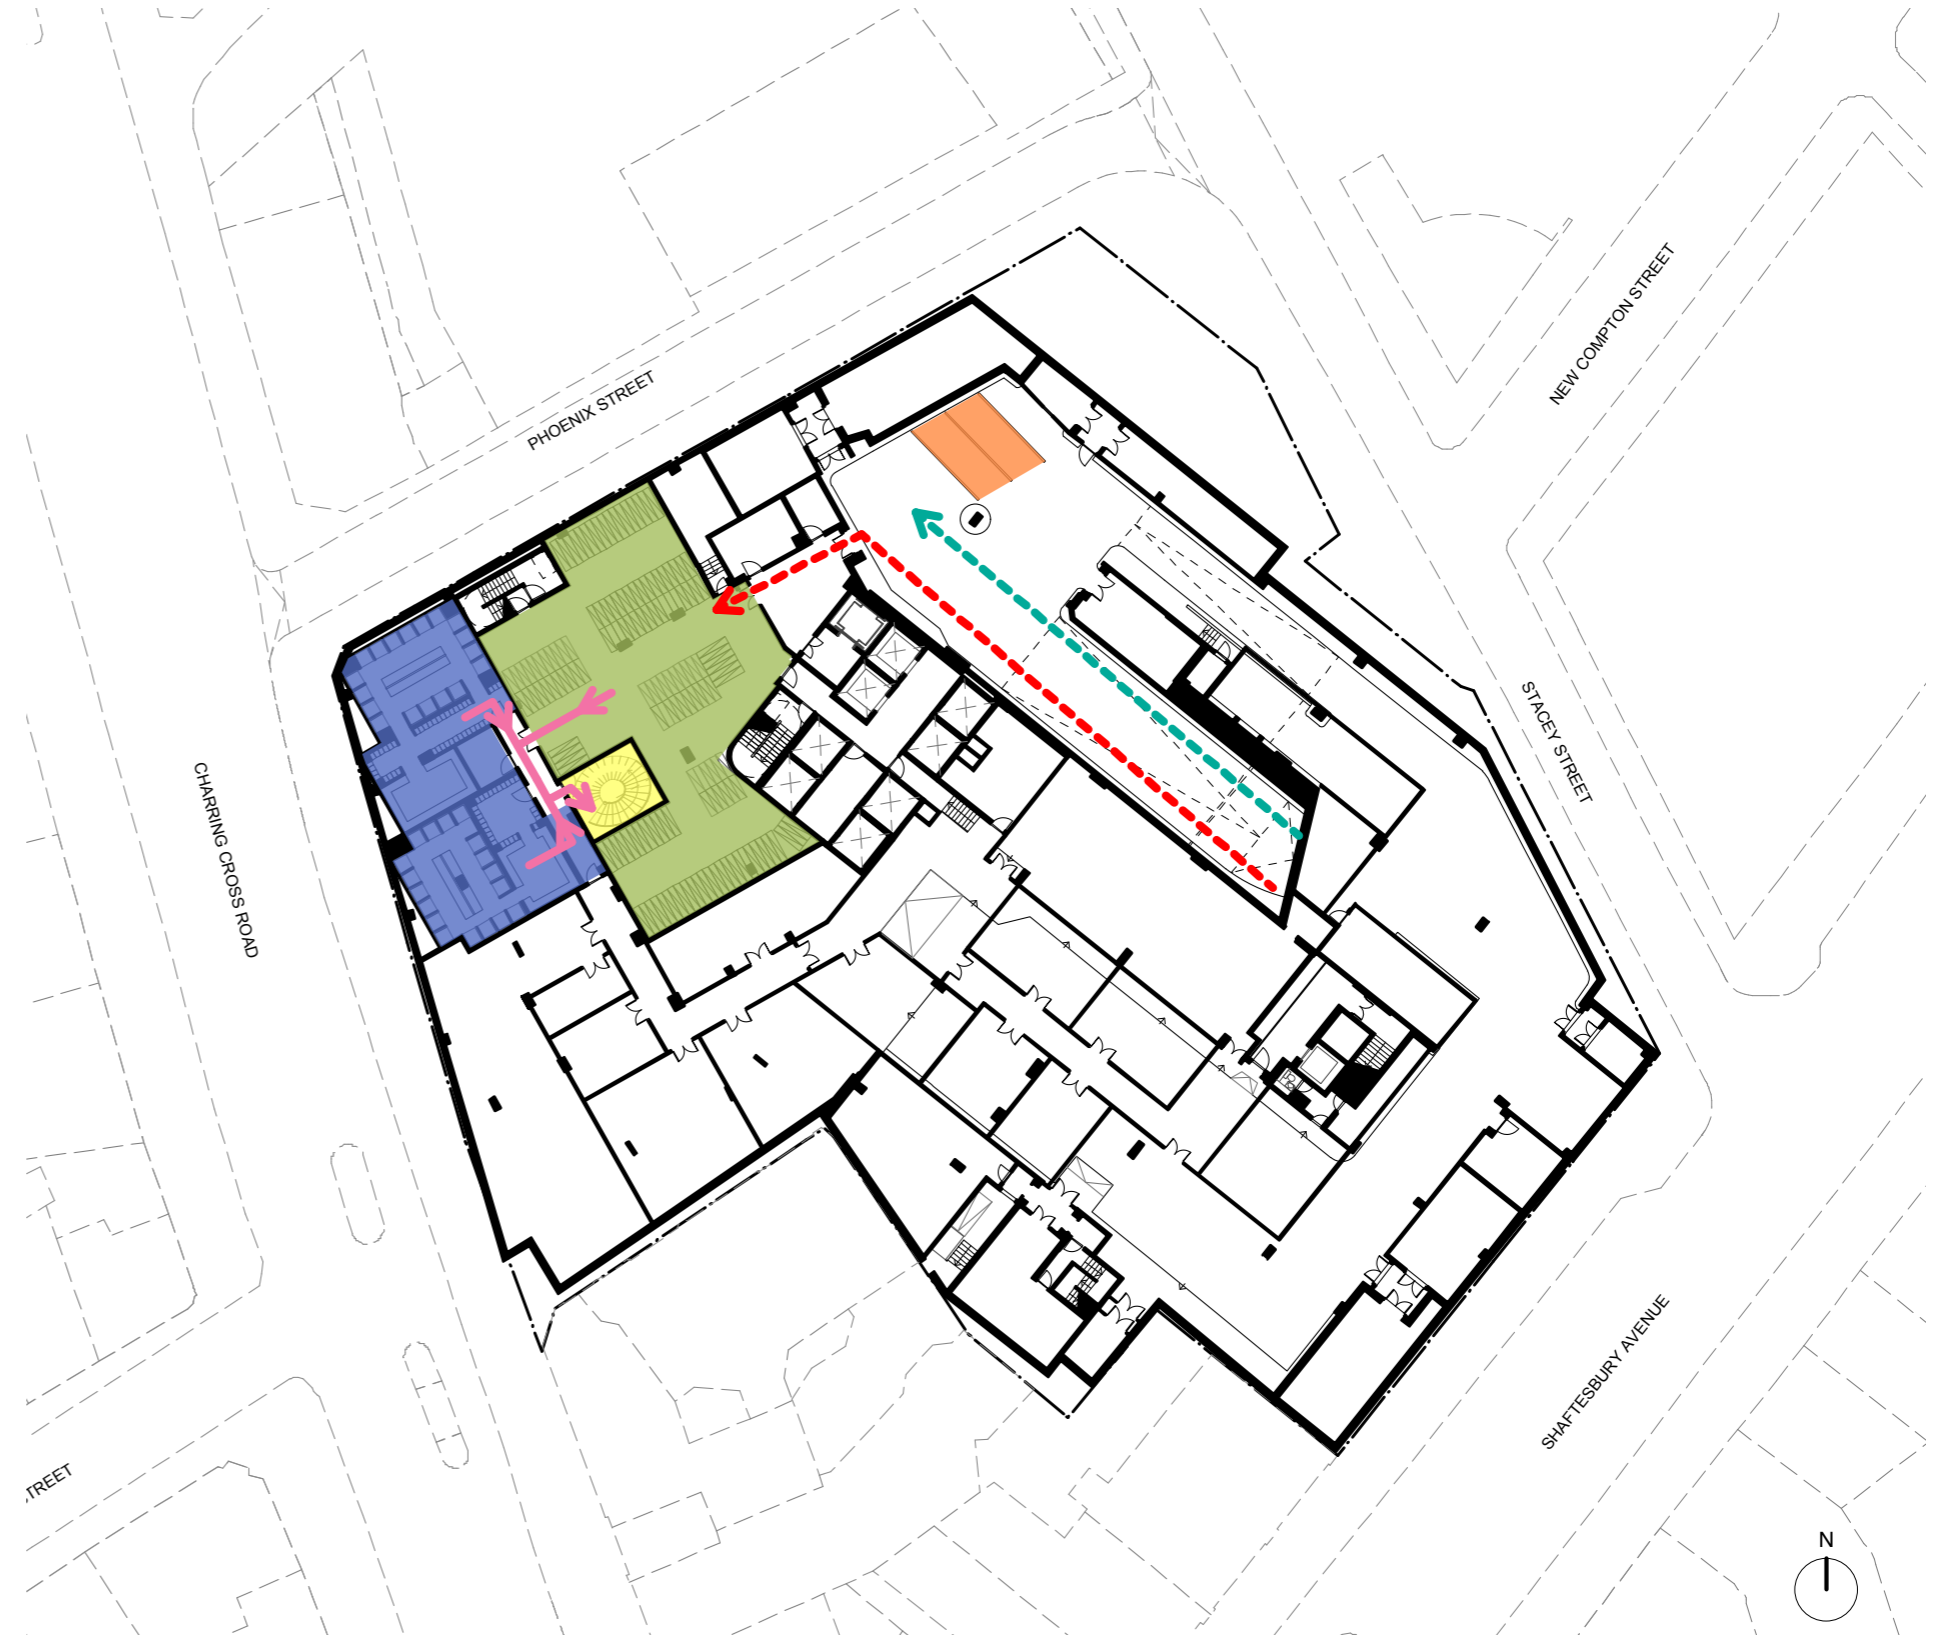 PHOENIX STREET
NEW COMPTON STREET
STACEY STREET
CHARRING CROSS ROAD
SHAFTESBURY AVENUE
TREET
N